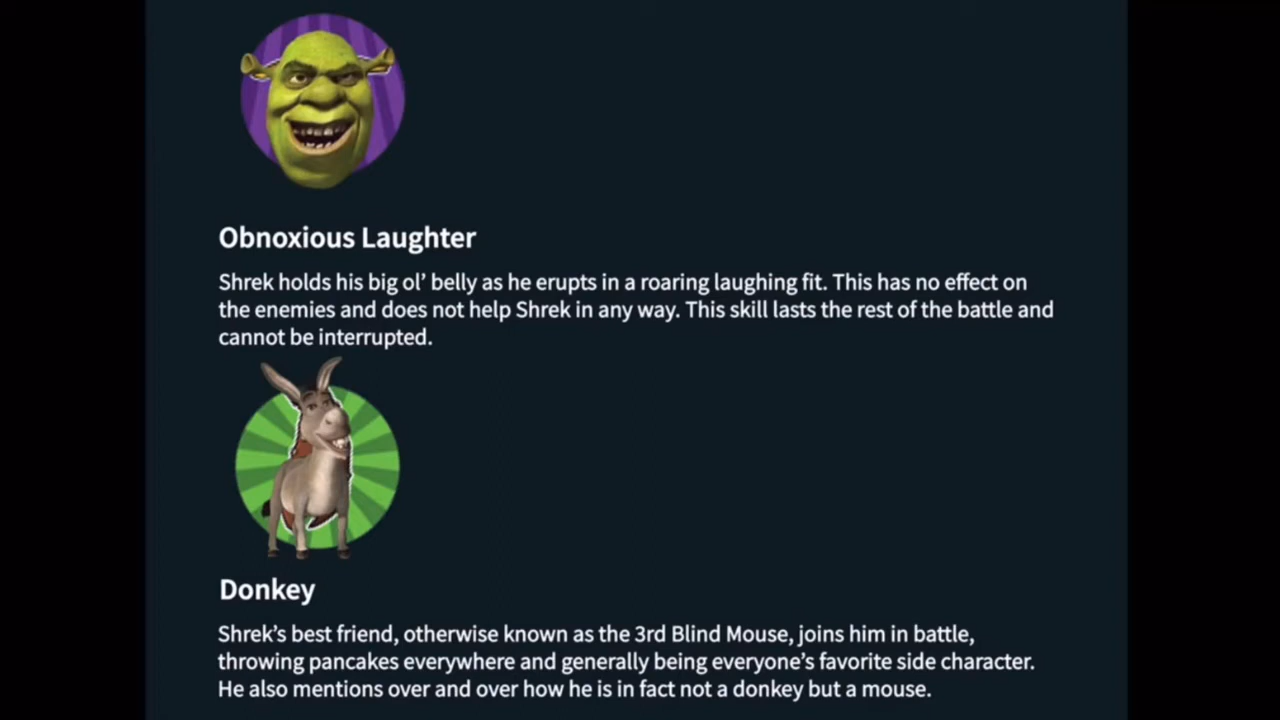 Obnoxious Laughter
Shrek holds his big ol’ belly as he erupts in a roaring laughing fit. This has no effect on
the enemies and does not help Shrek in any way. This skill lasts the rest of the battle and
cannot be interrupted.
Donkey
Shrek’s best friend, otherwise known as the 3rd Blind Mouse, joins him in battle,
throwing pancakes everywhere and generally being everyone’s favorite side character.
He also mentions over and over how he is in fact not a donkey but a mouse.